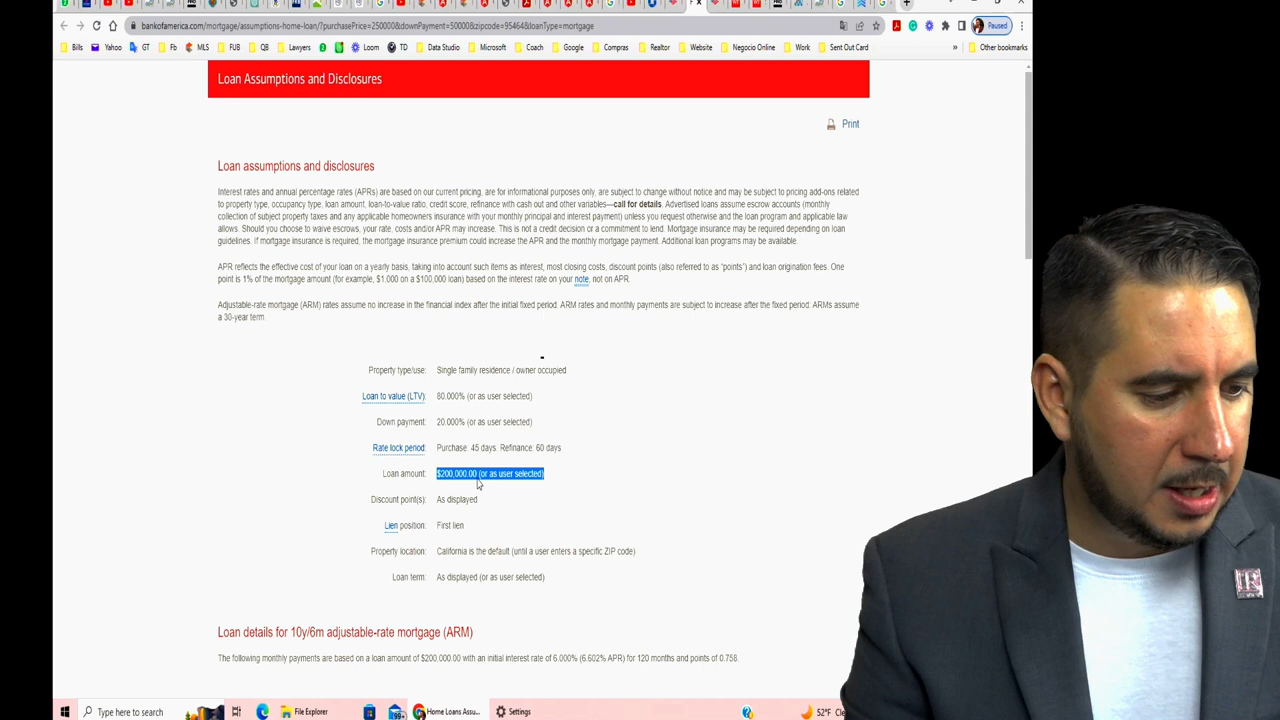 bankofamerica.com/mortgage/assumptions-home-loan/?purchasePrice=250000&downPayment=50000&zipcode=95464&loanType=mortgage
Paused
Bills Yahoo GT Fb MLS FUB QB Lawyers Loom TD Data Studio Microsoft Coach Google Compras Realtor Website Negocio Online Work Sent Out Card » Other bookmarks
Loan Assumptions and Disclosures
Print
Loan assumptions and disclosures
Interest rates and annual percentage rates (APRs) are based on our current pricing, are for informational purposes only, are subject to change without notice and may be subject to pricing add-ons related
to property type, occupancy type, loan amount, loan-to-value ratio, credit score, refinance with cash out and other variables—call for details. Advertised loans assume escrow accounts (monthly
collection of subject property taxes and any applicable homeowners insurance with your monthly principal and interest payment) unless you request otherwise and the loan program and applicable law
allows. Should you choose to waive escrows, your rate, costs and/or APR may increase. This is not a credit decision or a commitment to lend. Mortgage insurance may be required depending on loan
guidelines. If mortgage insurance is required, the mortgage insurance premium could increase the APR and the monthly mortgage payment. Additional loan programs may be available.
APR reflects the effective cost of your loan on a yearly basis, taking into account such items as interest, most closing costs, discount points (also referred to as "points") and loan origination fees. One
point is 1% of the mortgage amount (for example, $1,000 on a $100,000 loan) based on the interest rate on your note, not on APR.
Adjustable-rate mortgage (ARM) rates assume no increase in the financial index after the initial fixed period. ARM rates and monthly payments are subject to increase after the fixed period: ARMs assume
a 30-year term
Property type/use: Single family residence / owner occupied
Loan to value (LTV): 80.000% (or as user selected)
Down payment: 20.000% (or as user selected)
Rate lock period: Purchase: 45 days. Refinance: 60 days
Loan amount: $200,000.00 (or as user selected)
Discount point(s): As displayed
Lien position: First lien
Property location: California is the default (until a user enters a specific ZIP code)
Loan term: As displayed (or as user selected)
Loan details for 10y/6m adjustable-rate mortgage (ARM)
The following monthly payments are based on a loan amount of $200,000.00 with an initial interest rate of 6.000% (6.602% APR) for 120 months and points of 0.758.
Type here to search File Explorer 99+ Home Loans Assu... Settings 52°F